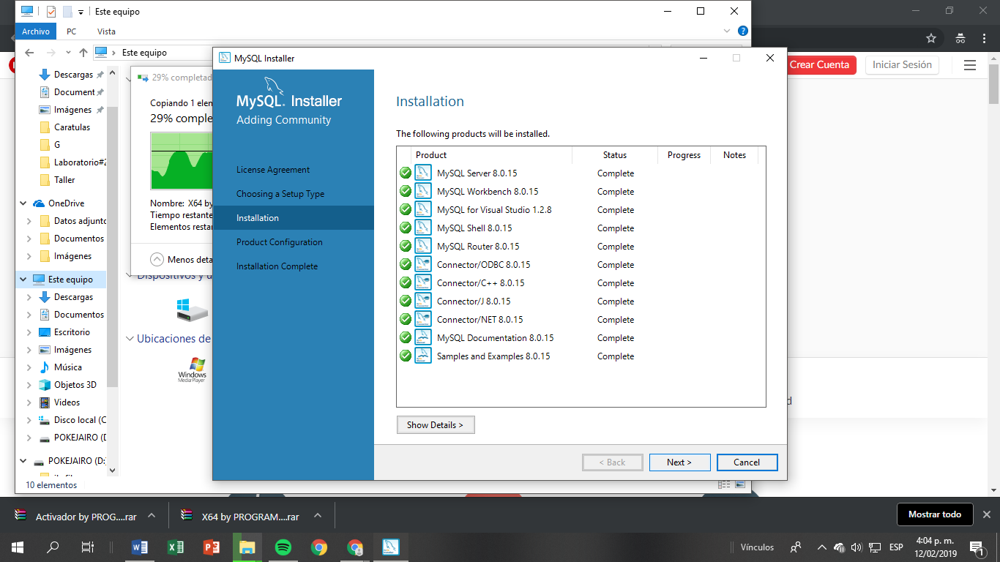 Este equipo
Archivo PC Vista
Este equipo
Crear Cuenta Iniciar Sesión
Descargas
Document
Imágenes
Caratulas
G
Laboratorio#2
Taller
OneDrive
Datos adjunto
Documentos
Imágenes
Este equipo
Descargas
Documentos
Escritorio
Imágenes
Música
Objetos 3D
Videos
Disco local (C
POKEJAIRO (D
POKEJAIRO (D:)
10 elementos
29% completado
Copiando 1 elem
29% comple
Nombre: X64 by
Tiempo restante
Elementos resta
Menos deta
Dispositivos y u
Ubicaciones de
Windows
Media Player
MySQL Installer
MySQL. Installer
Adding Community
License Agreement
Choosing a Setup Type
Installation
Product Configuration
Installation Complete
Installation
The following products will be installed.
Product Status Progress Notes
MySQL Server 8.0.15 Complete
MySQL Workbench 8.0.15 Complete
MySQL for Visual Studio 1.2.8 Complete
MySQL Shell 8.0.15 Complete
MySQL Router 8.0.15 Complete
Connector/ODBC 8.0.15 Complete
Connector/C++ 8.0.15 Complete
Connector/J 8.0.15 Complete
Connector/NET 8.0.15 Complete
MySQL Documentation 8.0.15 Complete
Samples and Examples 8.0.15 Complete
Show Details >
< Back Next > Cancel
d
Activador by PROG....rar X64 by PROGRAM....rar Mostrar todo
Vínculos ESP 4:04 p. m.
12/02/2019
1